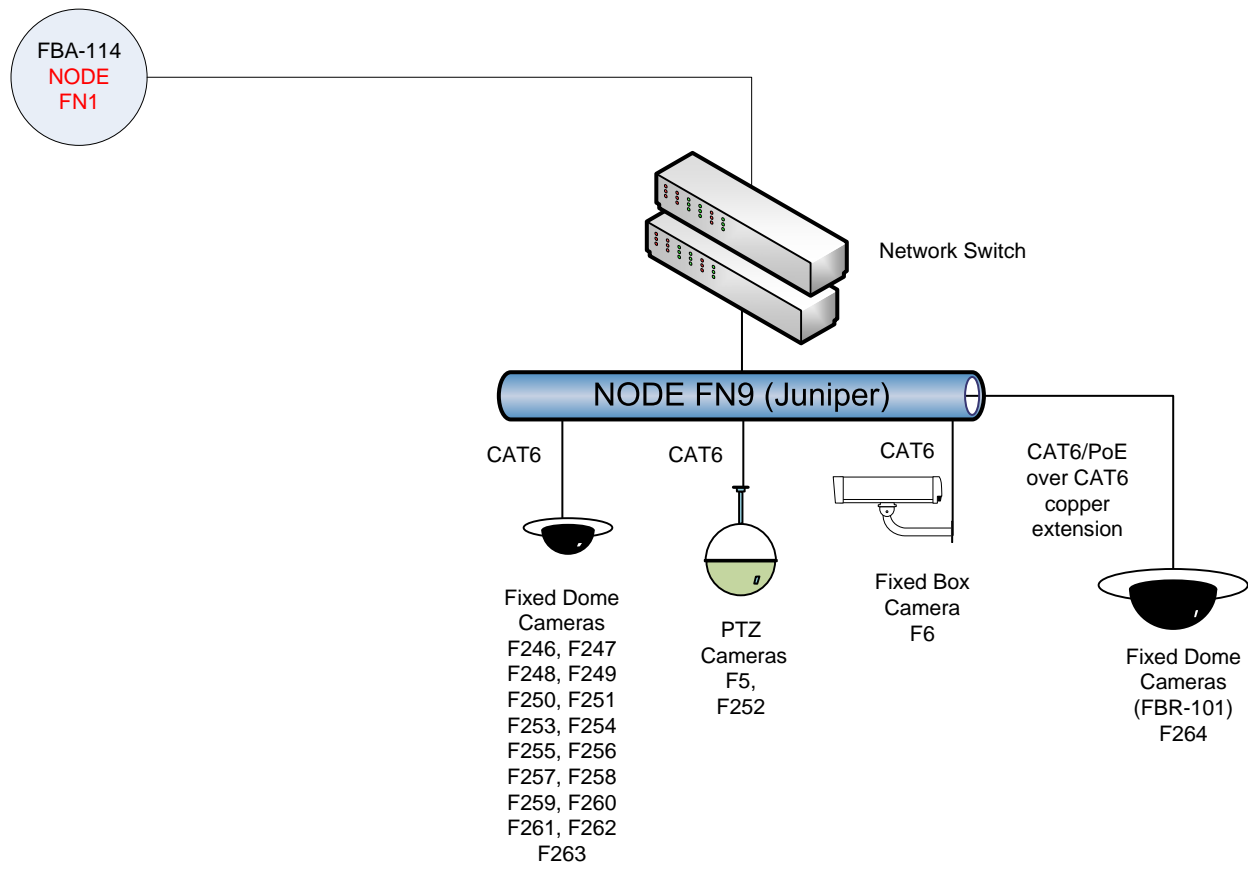 FBA-114
NODE
FN1
Network Switch
NODE FN9 (Juniper)
CAT6
CAT6
CAT6
CAT6/PoE
over CAT6
copper
extension
Fixed Dome
Cameras
F246, F247
F248, F249
F250, F251
F253, F254
F255, F256
F257, F258
F259, F260
F261, F262
F263
PTZ
Cameras
F5,
F252
Fixed Box
Camera
F6
Fixed Dome
Cameras
(FBR-101)
F264